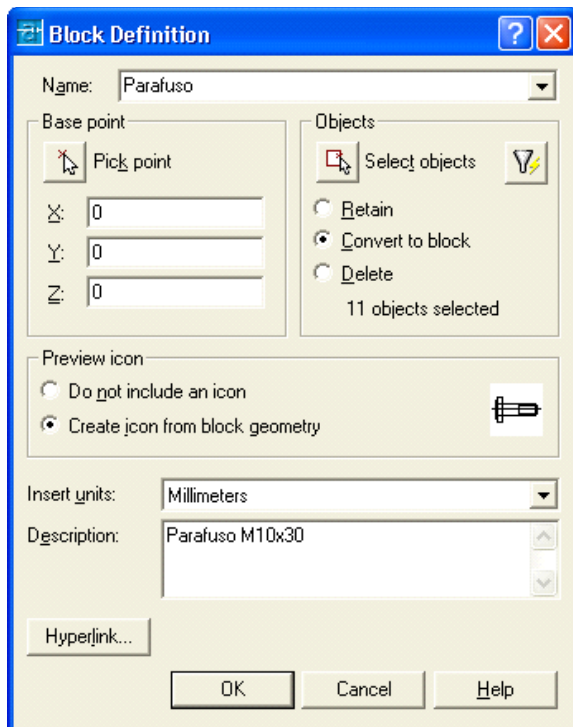 Block Definition
Name: Parafuso
Base point
Pick point
X: 0
Y: 0
Z: 0
Objects
Select objects
Retain
Convert to block
Delete
11 objects selected
Preview icon
Do not include an icon
Create icon from block geometry
Insert units: Millimeters
Description: Parafuso M10x30
Hyperlink...
OK Cancel Help